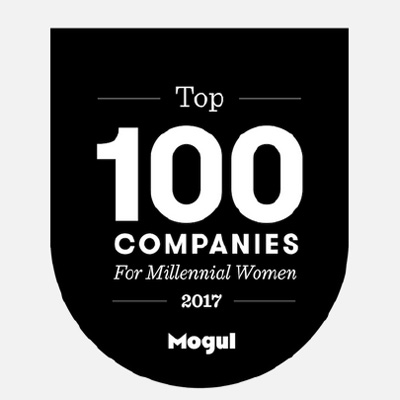 Top
100
COMPANIES
For Millennial Women
2017
Mogul